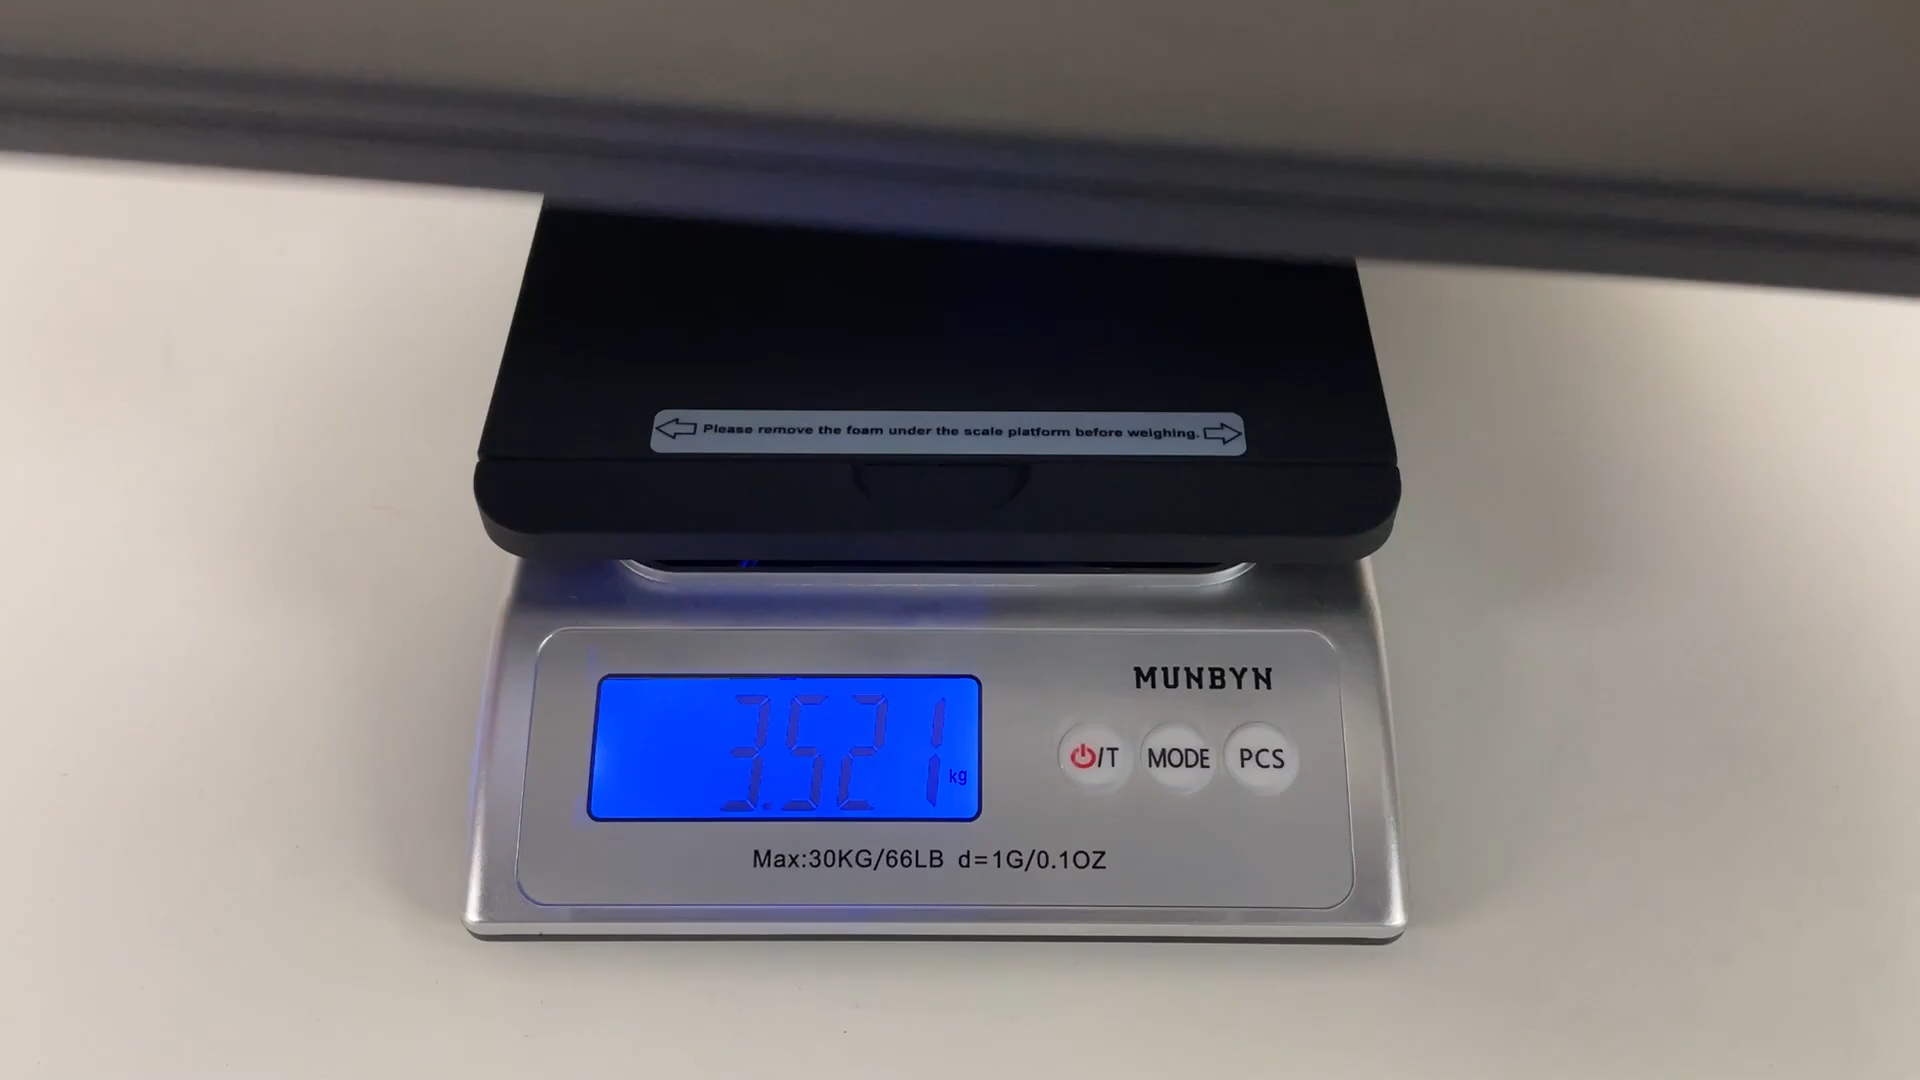 Please remove the foam under the scale platform before weighing.
MUNBYN
3.521 kg
⏻/T MODE PCS
Max:30KG/66LB d=1G/0.1OZ